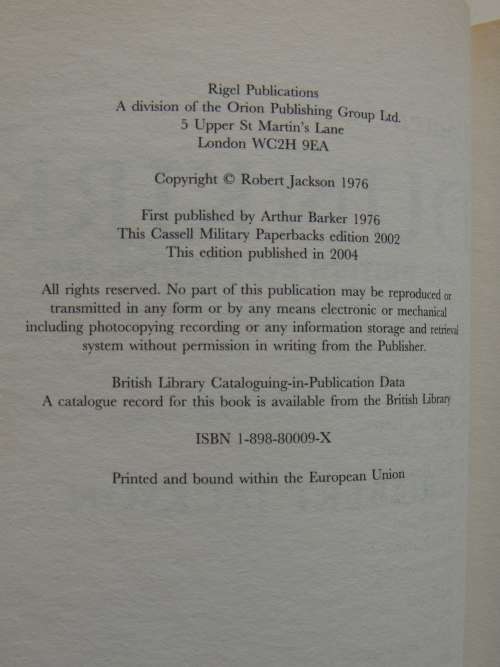 Rigel Publications
A division of the Orion Publishing Group Ltd.
5 Upper St Martin's Lane
London WC2H 9EA
Copyright © Robert Jackson 1976
First published by Arthur Barker 1976
This Cassell Military Paperbacks edition 2002
This edition published in 2004
All rights reserved. No part of this publication may be reproduced or
transmitted in any form or by any means electronic or mechanical
including photocopying recording or any information storage and retrieval
system without permission in writing from the Publisher.
British Library Cataloguing-in-Publication Data
A catalogue record for this book is available from the British Library
ISBN 1-898-80009-X
Printed and bound within the European Union